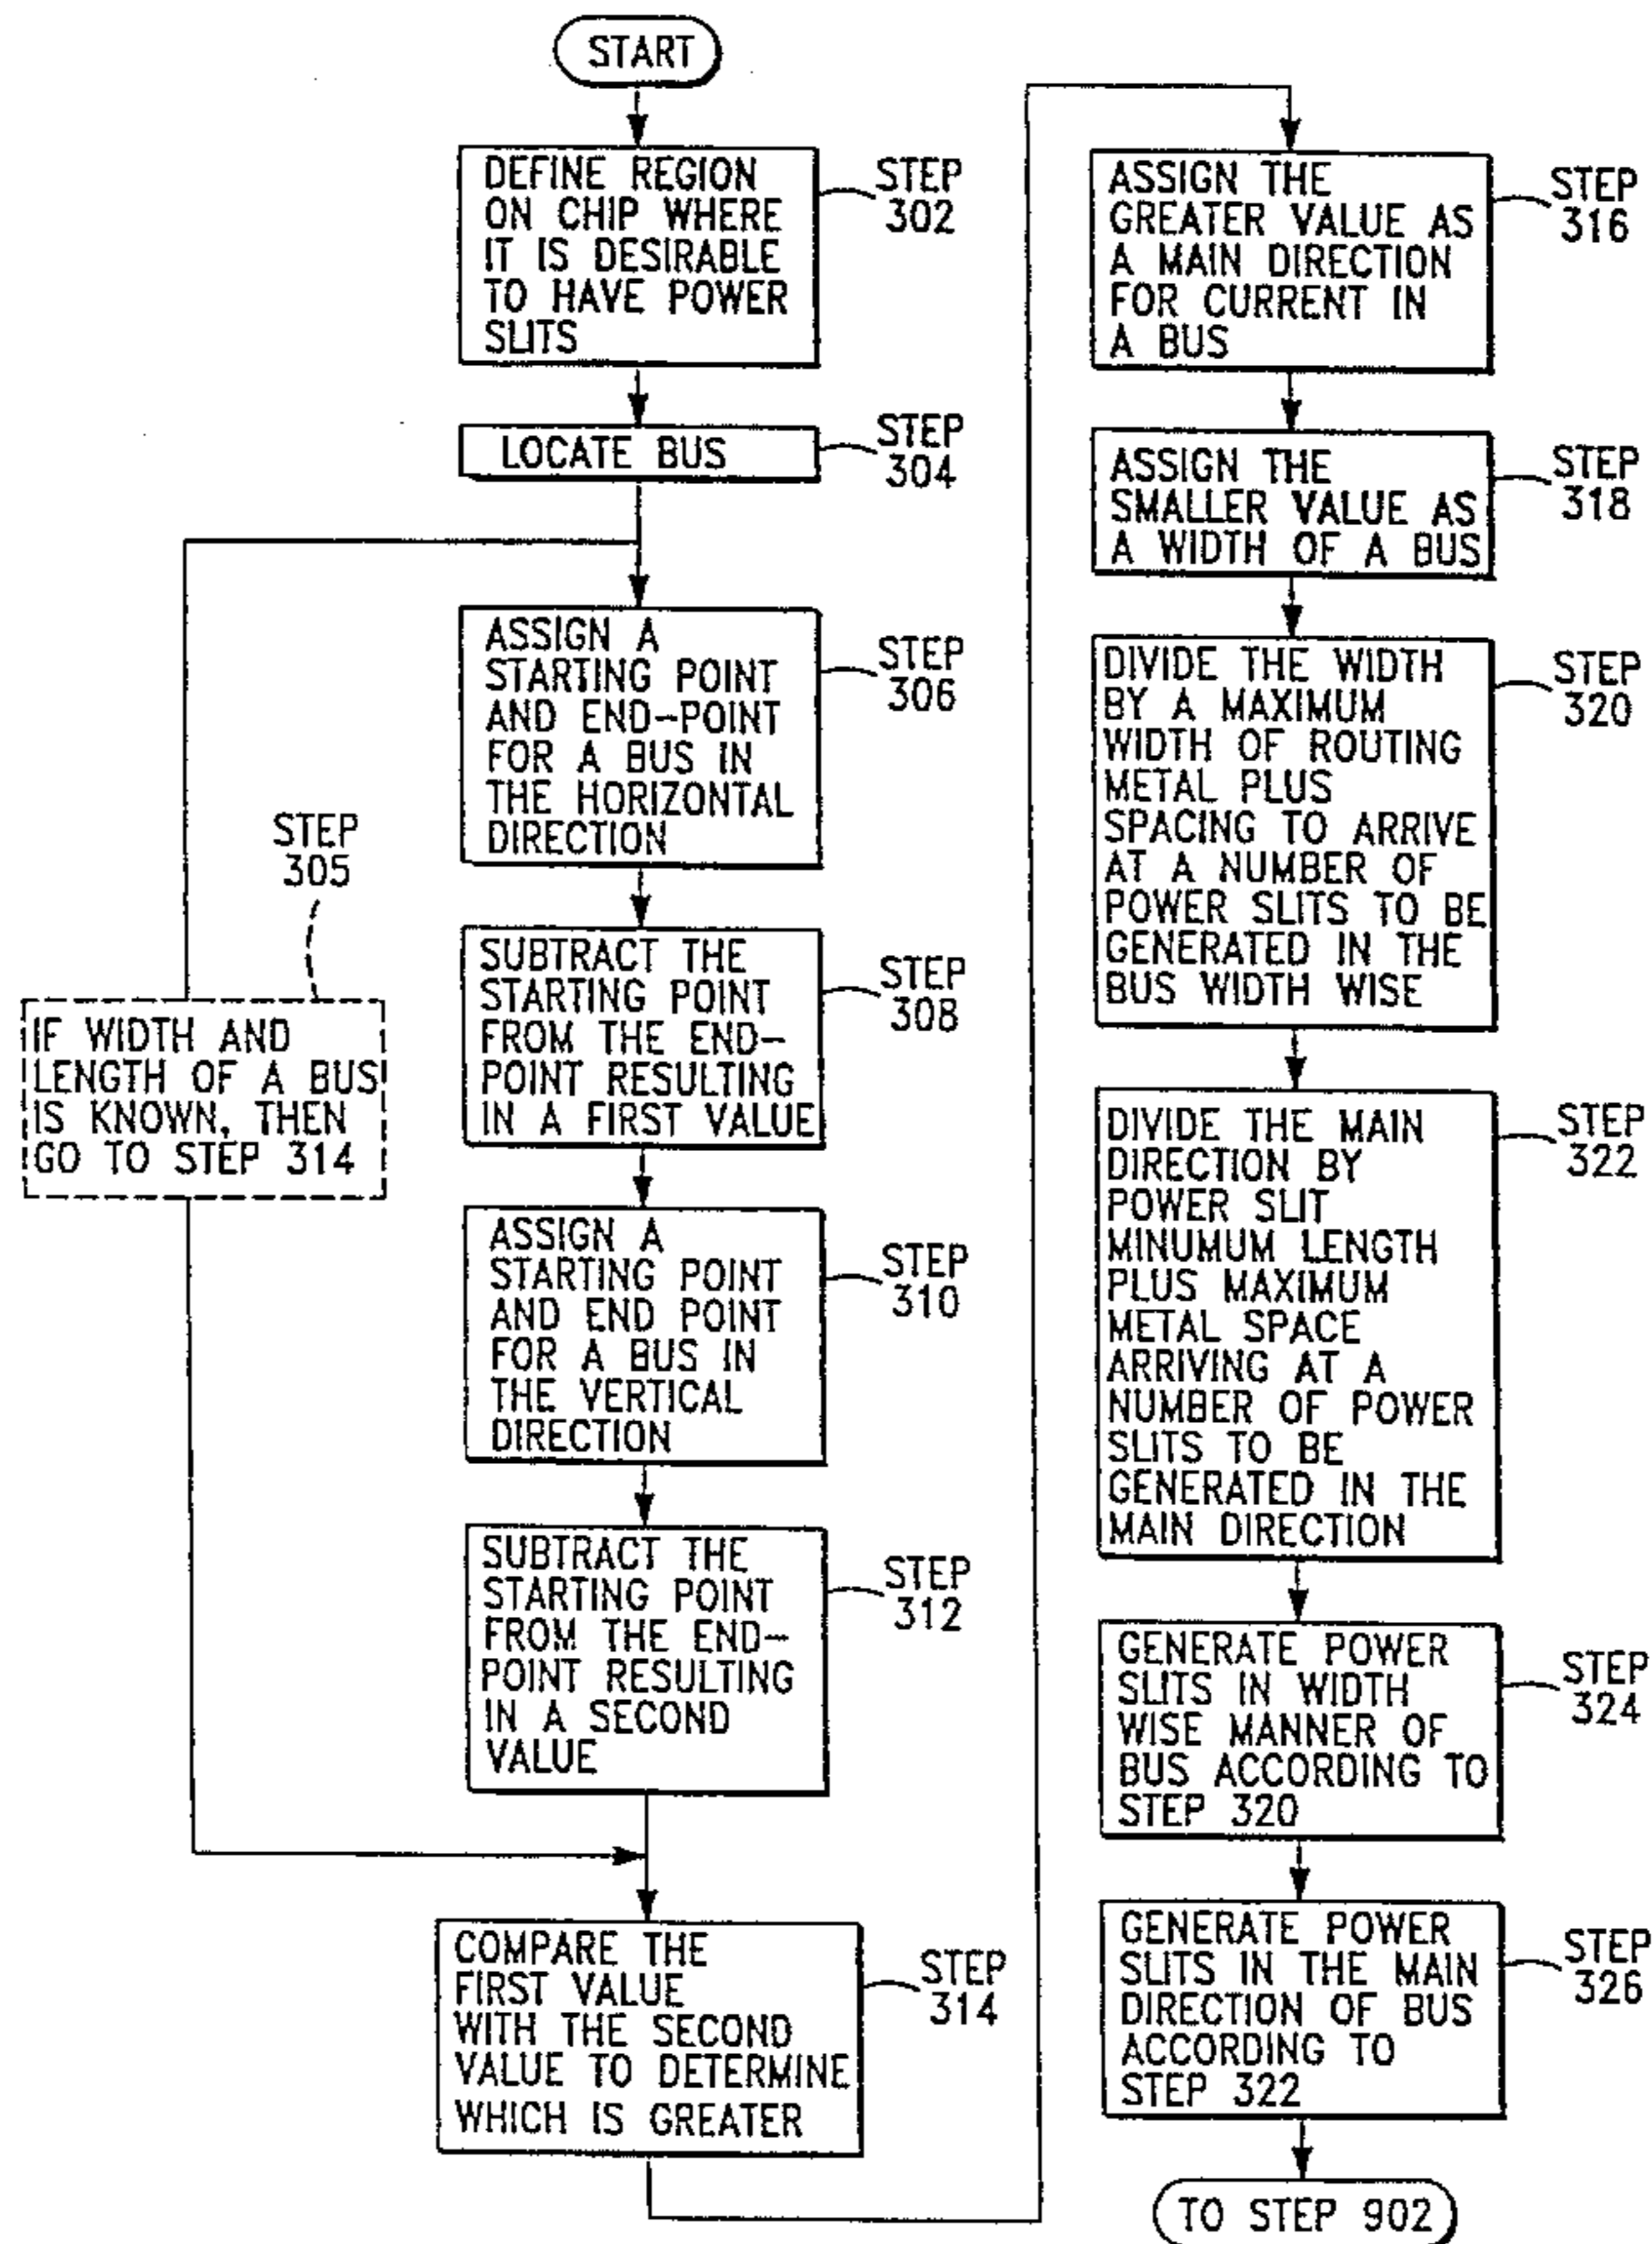 START
DEFINE REGION
ON CHIP WHERE
IT IS DESIRABLE
TO HAVE POWER
SLITS
STEP
302
LOCATE BUS
STEP
304
STEP
305
IF WIDTH AND
LENGTH OF A BUS
IS KNOWN, THEN
GO TO STEP 314
ASSIGN A
STARTING POINT
AND END-POINT
FOR A BUS IN
THE HORIZONTAL
DIRECTION
STEP
306
SUBTRACT THE
STARTING POINT
FROM THE END-
POINT RESULTING
IN A FIRST VALUE
STEP
308
ASSIGN A
STARTING POINT
AND END POINT
FOR A BUS IN
THE VERTICAL
DIRECTION
STEP
310
SUBTRACT THE
STARTING POINT
FROM THE END-
POINT RESULTING
IN A SECOND
VALUE
STEP
312
COMPARE THE
FIRST VALUE
WITH THE SECOND
VALUE TO DETERMINE
WHICH IS GREATER
STEP
314
ASSIGN THE
GREATER VALUE AS
A MAIN DIRECTION
FOR CURRENT IN
A BUS
STEP
316
ASSIGN THE
SMALLER VALUE AS
A WIDTH OF A BUS
STEP
318
DIVIDE THE WIDTH
BY A MAXIMUM
WIDTH OF ROUTING
METAL PLUS
SPACING TO ARRIVE
AT A NUMBER OF
POWER SLITS TO BE
GENERATED IN THE
BUS WIDTH WISE
STEP
320
DIVIDE THE MAIN
DIRECTION BY
POWER SLIT
MINUMUM LENGTH
PLUS MAXIMUM
METAL SPACE
ARRIVING AT A
NUMBER OF POWER
SLITS TO BE
GENERATED IN THE
MAIN DIRECTION
STEP
322
GENERATE POWER
SLITS IN WIDTH
WISE MANNER OF
BUS ACCORDING TO
STEP 320
STEP
324
GENERATE POWER
SLITS IN THE MAIN
DIRECTION OF BUS
ACCORDING TO
STEP 322
STEP
326
TO STEP 902